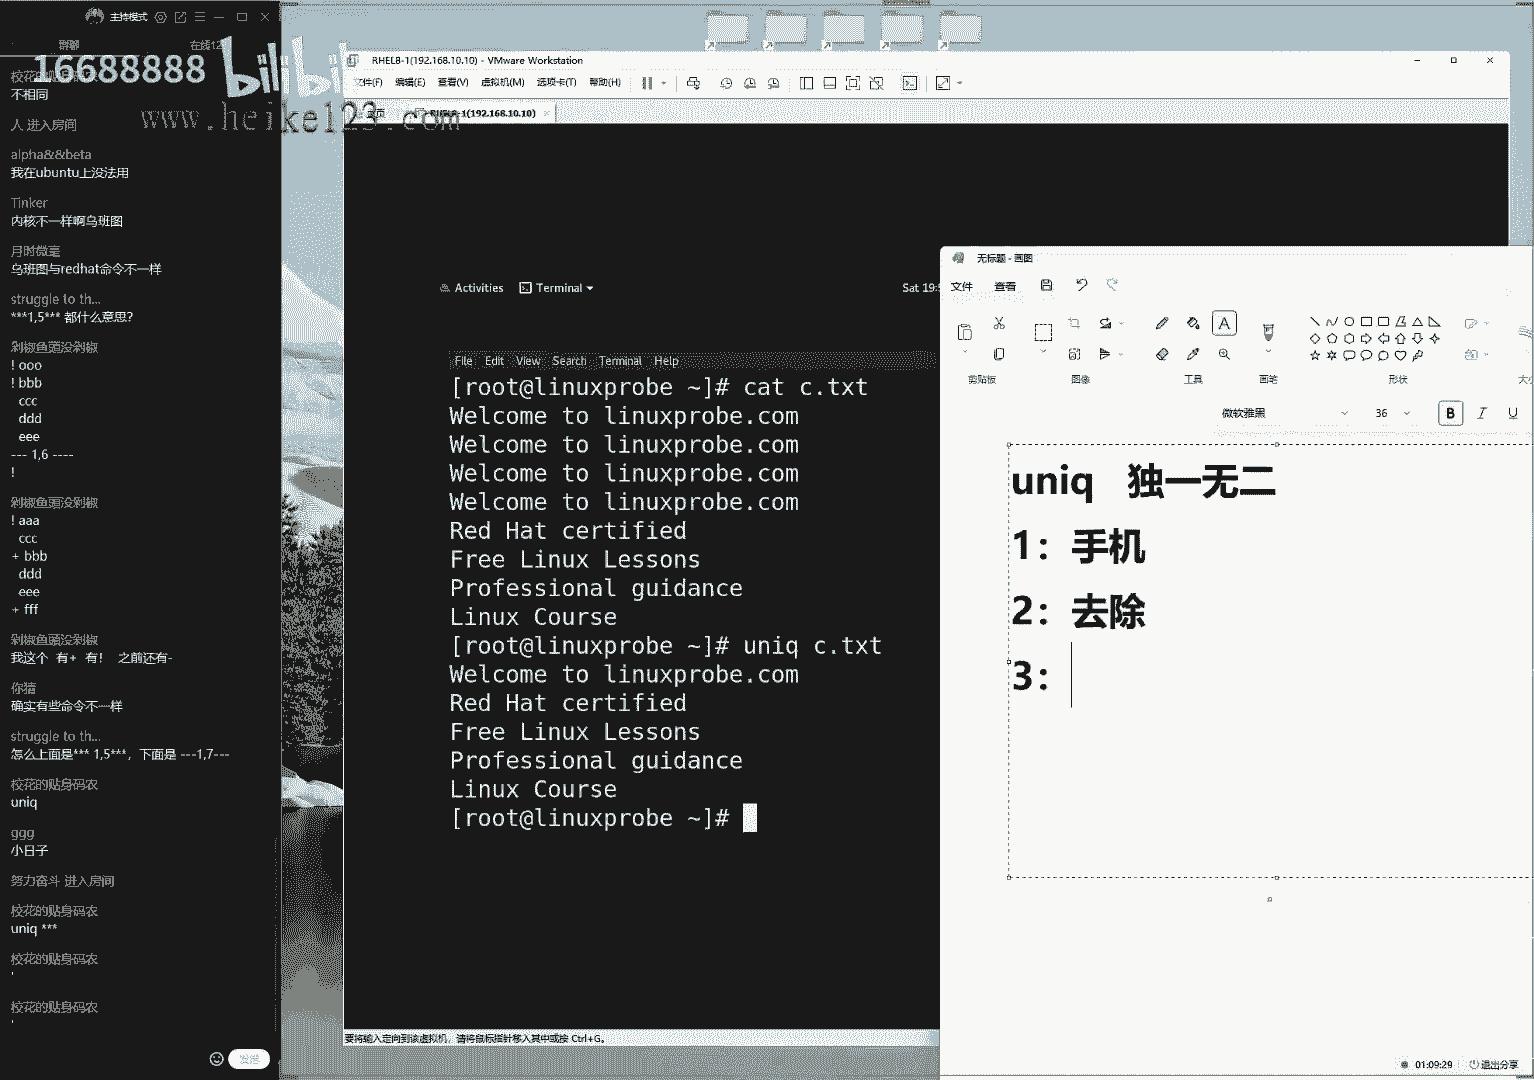 主持模式
群聊
在线12
16688888
bilibili
www.heike123.com
校花的贴身码农
不相同
人 进入房间
alpha&&beta
我在ubuntu上没法用
Tinker
内核不一样啊乌班图
月时微毫
乌班图与redhat命令不一样
struggle to th...
***1,5*** 都什么意思?
剁椒鱼頭没剁椒
! ooo
! bbb
ccc
ddd
eee
--- 1,6 ----
!
剁椒鱼頭没剁椒
! aaa
ccc
+ bbb
ddd
eee
+ fff
剁椒鱼頭没剁椒
我这个 有+ 有! 之前还有-
你猜
确实有些命令不一样
struggle to th...
怎么上面是*** 1,5***，下面是 ---1,7---
校花的贴身码农
uniq
ggg
小日子
努力奋斗 进入房间
校花的贴身码农
uniq ***
校花的贴身码农
'
校花的贴身码农
'
发送
RHEL8-1(192.168.10.10) - VMware Workstation
文件(F) 编辑(E) 查看(V) 虚拟机(M) 选项卡(T) 帮助(H)
RHEL8-1(192.168.10.10)
Activities Terminal
Sat 19:5
File Edit View Search Terminal Help
[root@linuxprobe ~]# cat c.txt
Welcome to linuxprobe.com
Welcome to linuxprobe.com
Welcome to linuxprobe.com
Welcome to linuxprobe.com
Red Hat certified
Free Linux Lessons
Professional guidance
Linux Course
[root@linuxprobe ~]# uniq c.txt
Welcome to linuxprobe.com
Red Hat certified
Free Linux Lessons
Professional guidance
Linux Course
[root@linuxprobe ~]#
要将输入定向到该虚拟机，请将鼠标指针移入其中或按 Ctrl+G。
无标题 - 画图
文件 查看
剪贴板 图像 工具 画笔 形状 大小
微软雅黑 36 B I U
uniq 独一无二
1：手机
2：去除
3：
01:09:29 退出分享